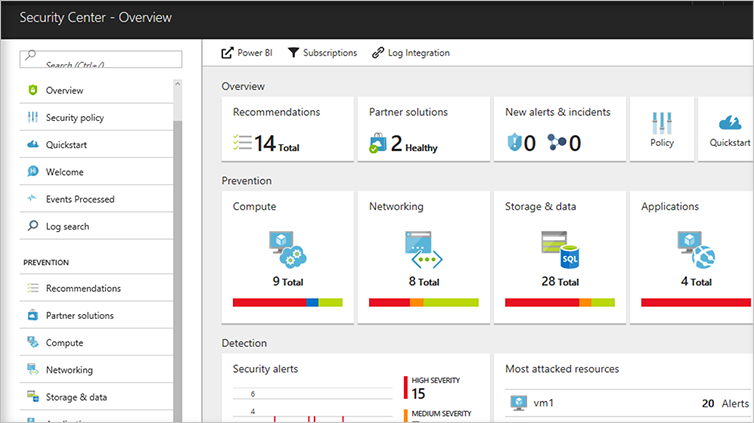 Security Center - Overview
Search (Ctrl+/)
Overview
Security policy
Quickstart
Welcome
Events Processed
Log search
PREVENTION
Recommendations
Partner solutions
Compute
Networking
Storage & data
Power BI Subscriptions Log Integration
Overview
Recommendations
14 Total
Partner solutions
2 Healthy
New alerts & incidents
0 0
Policy
Quickstart
Prevention
Compute
9 Total
Networking
8 Total
Storage & data
SQL
28 Total
Applications
4 Total
Detection
Security alerts
6
4
HIGH SEVERITY
15
MEDIUM SEVERITY
Most attacked resources
vm1 20 Alerts